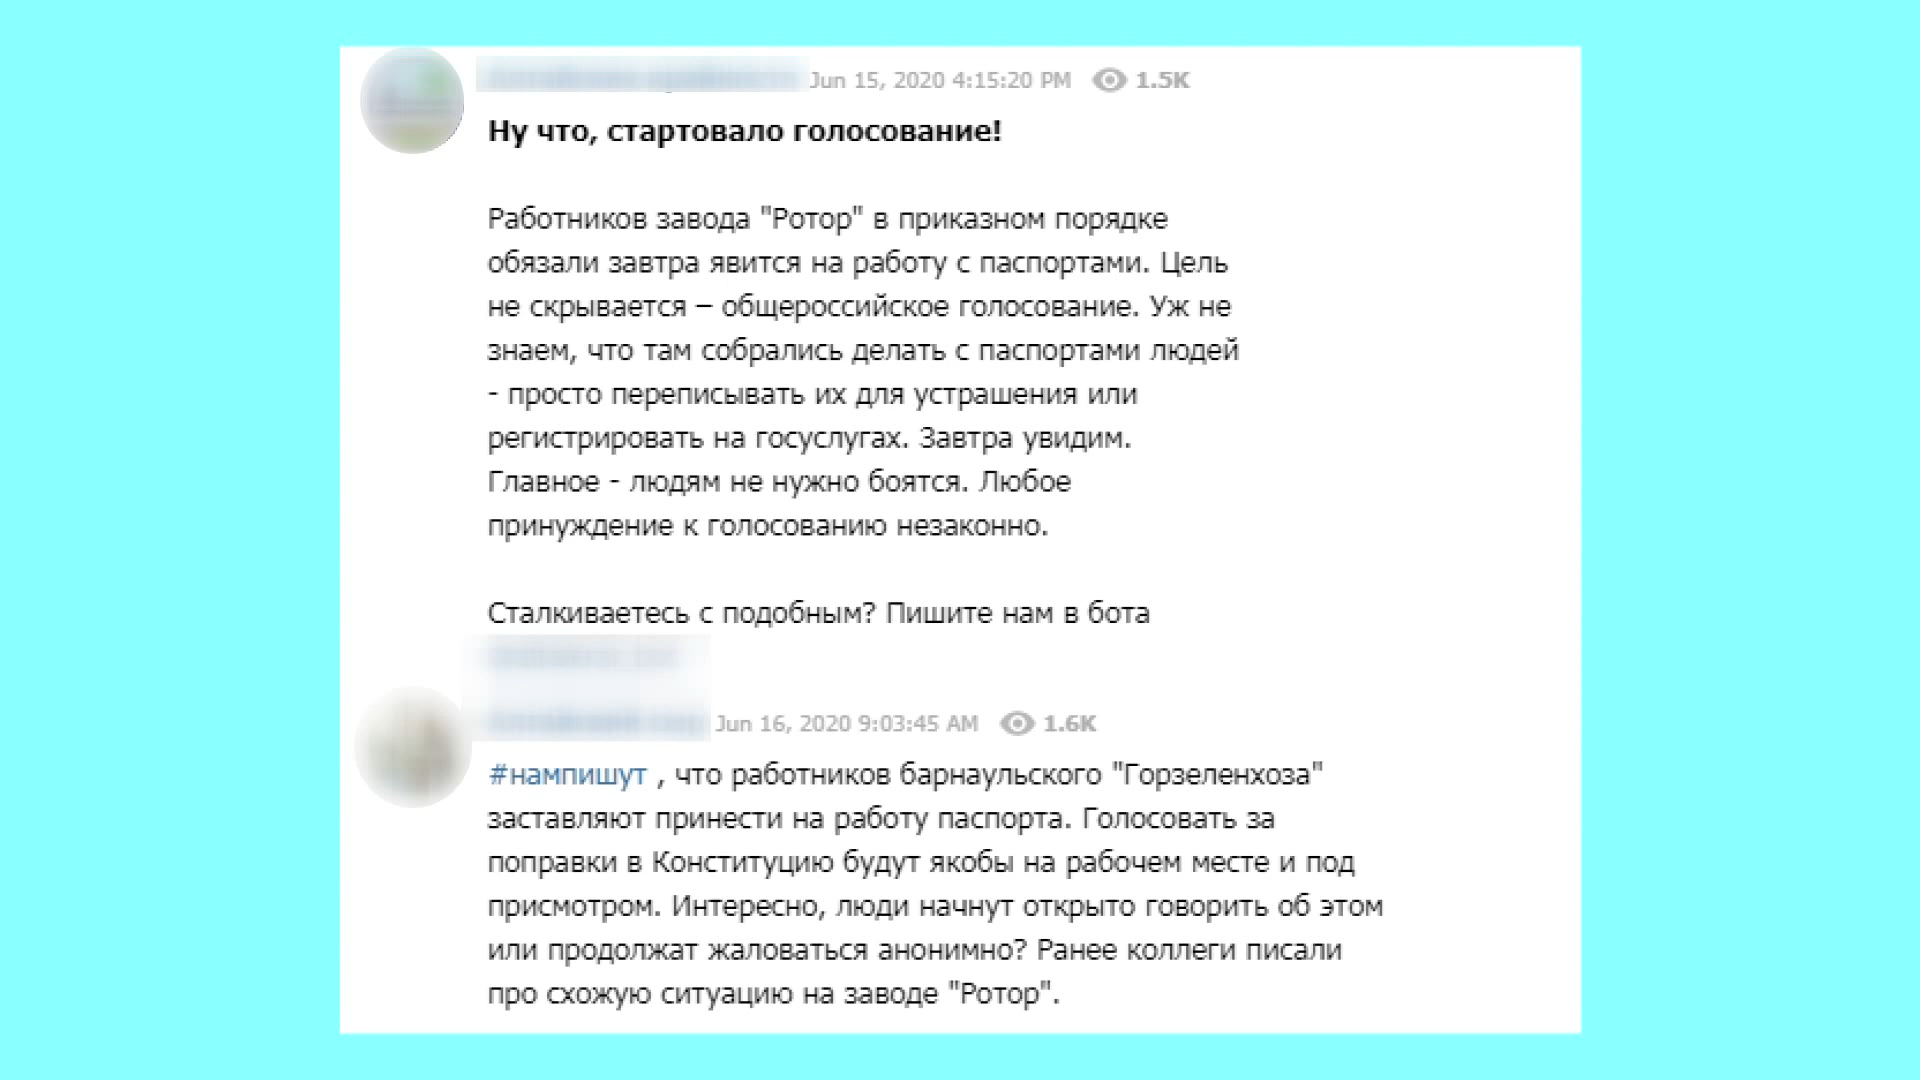 Jun 15, 2020 4:15:20 PM 1.5K
Ну что, стартовало голосование!
Работников завода "Ротор" в приказном порядке
обязали завтра явится на работу с паспортами. Цель
не скрывается – общероссийское голосование. Уж не
знаем, что там собрались делать с паспортами людей
- просто переписывать их для устрашения или
регистрировать на госуслугах. Завтра увидим.
Главное - людям не нужно боятся. Любое
принуждение к голосованию незаконно.
Сталкиваетесь с подобным? Пишите нам в бота
Jun 16, 2020 9:03:45 AM 1.6K
#нампишут , что работников барнаульского "Горзеленхоза"
заставляют принести на работу паспорта. Голосовать за
поправки в Конституцию будут якобы на рабочем месте и под
присмотром. Интересно, люди начнут открыто говорить об этом
или продолжат жаловаться анонимно? Ранее коллеги писали
про схожую ситуацию на заводе "Ротор".